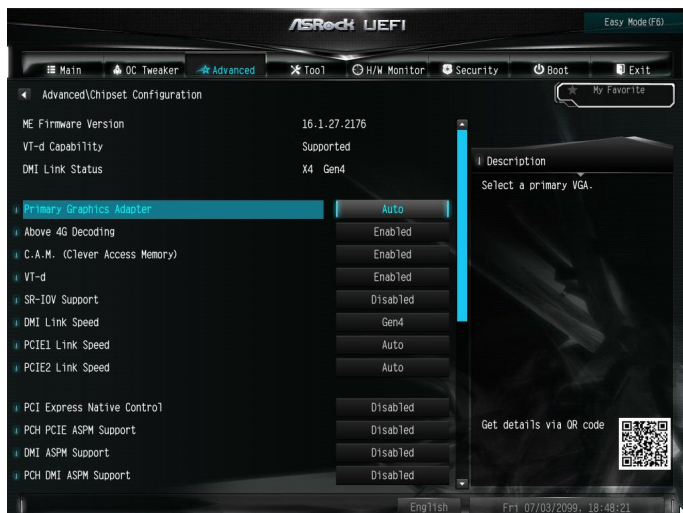 ASRock UEFI
Easy Mode(F6)
Main OC Tweaker Advanced Tool H/W Monitor Security Boot Exit
Advanced\Chipset Configuration
My Favorite
ME Firmware Version 16.1.27.2176
VT-d Capability Supported
DMI Link Status X4 Gen4
Description
Select a primary VGA.
Primary Graphics Adapter Auto
Above 4G Decoding Enabled
C.A.M. (Clever Access Memory) Enabled
VT-d Enabled
SR-IOV Support Disabled
DMI Link Speed Gen4
PCIE1 Link Speed Auto
PCIE2 Link Speed Auto
PCI Express Native Control Disabled
PCH PCIE ASPM Support Disabled
DMI ASPM Support Disabled
PCH DMI ASPM Support Disabled
Get details via QR code
English
Fri 07/03/2099. 18:48:21